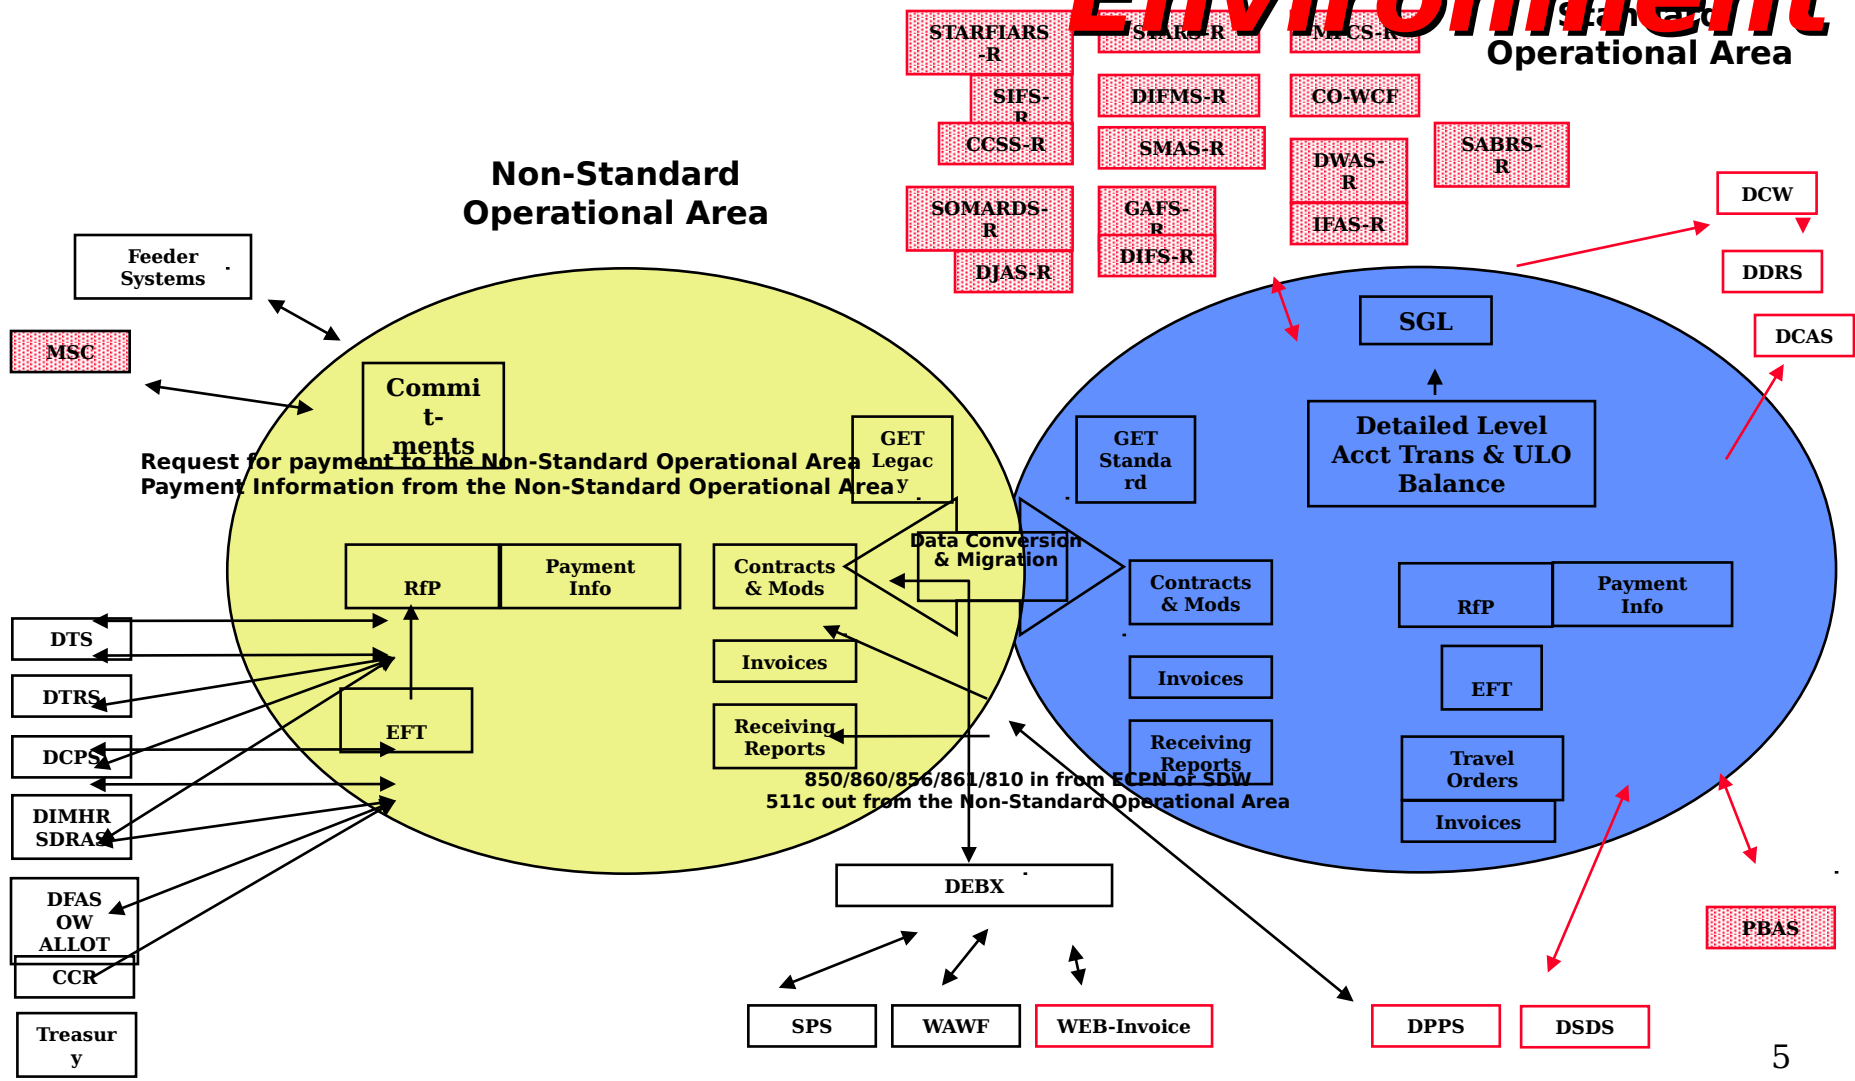 Environment
Standard
Operational Area
STARFIARS
-R
STARS-R
MFCS-R
SIFS-
R
DIFMS-R
CO-WCF
CCSS-R
SMAS-R
DWAS-
R
SABRS-
R
SOMARDS-
R
GAFS-
R
IFAS-R
DJAS-R
DIFS-R
DCW
DDRS
DCAS
Non-Standard
Operational Area
Feeder
Systems
MSC
Commi
t-
ments
Request for payment to the Non-Standard Operational Area
Payment Information from the Non-Standard Operational Area
GET
Legac
y
GET
Standa
rd
SGL
Detailed Level
Acct Trans & ULO
Balance
Data Conversion
& Migration
RfP
Payment
Info
Contracts
& Mods
Invoices
Receiving
Reports
EFT
Contracts
& Mods
Invoices
Receiving
Reports
RfP
Payment
Info
EFT
Travel
Orders
Invoices
850/860/856/861/810 in from ECPN or SDW
511c out from the Non-Standard Operational Area
DTS
DTRS
DCPS
DIMHR
SDRAS
DFAS
OW
ALLOT
CCR
Treasur
y
DEBX
SPS
WAWF
WEB-Invoice
DPPS
DSDS
PBAS
5